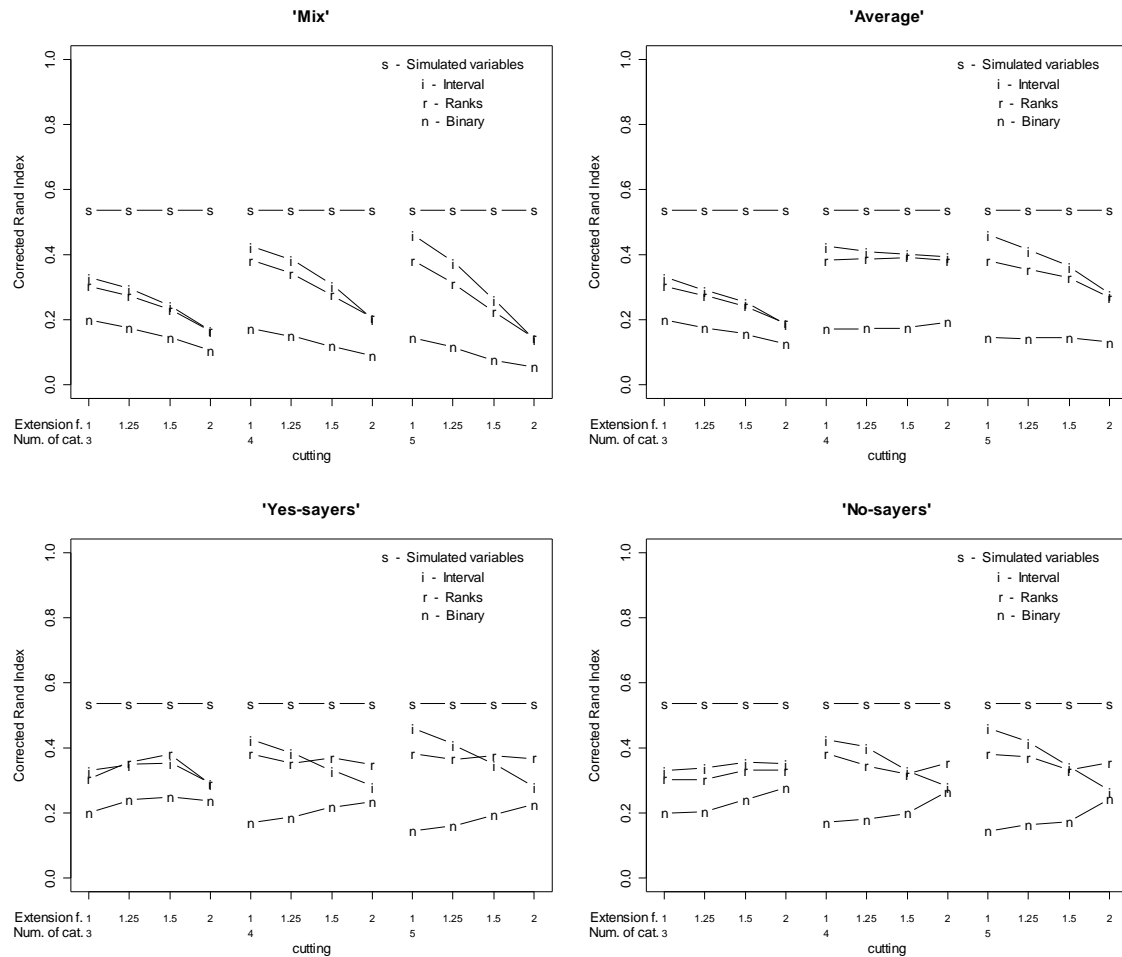 'Mix'
Corrected Rand Index
0.0 0.2 0.4 0.6 0.8 1.0
s - Simulated variables
i - Interval
r - Ranks
n - Binary
s s s s s s s s s s s s
i i i i i i i i i i i i
r r r r r r r r r r r r
n n n n n n n n n n n n
Extension f. 1 1.25 1.5 2 1 1.25 1.5 2 1 1.25 1.5 2
Num. of cat. 3 4 5
cutting
'Average'
Corrected Rand Index
0.0 0.2 0.4 0.6 0.8 1.0
s - Simulated variables
i - Interval
r - Ranks
n - Binary
s s s s s s s s s s s s
i i i i i i i i i i i i
r r r r r r r r r r r r
n n n n n n n n n n n n
Extension f. 1 1.25 1.5 2 1 1.25 1.5 2 1 1.25 1.5 2
Num. of cat. 3 4 5
cutting
'Yes-sayers'
Corrected Rand Index
0.0 0.2 0.4 0.6 0.8 1.0
s - Simulated variables
i - Interval
r - Ranks
n - Binary
s s s s s s s s s s s s
i i i i i i i i i i i i
r r r r r r r r r r r r
n n n n n n n n n n n n
Extension f. 1 1.25 1.5 2 1 1.25 1.5 2 1 1.25 1.5 2
Num. of cat. 3 4 5
cutting
'No-sayers'
Corrected Rand Index
0.0 0.2 0.4 0.6 0.8 1.0
s - Simulated variables
i - Interval
r - Ranks
n - Binary
s s s s s s s s s s s s
i i i i i i i i i i i i
r r r r r r r r r r r r
n n n n n n n n n n n n
Extension f. 1 1.25 1.5 2 1 1.25 1.5 2 1 1.25 1.5 2
Num. of cat. 3 4 5
cutting